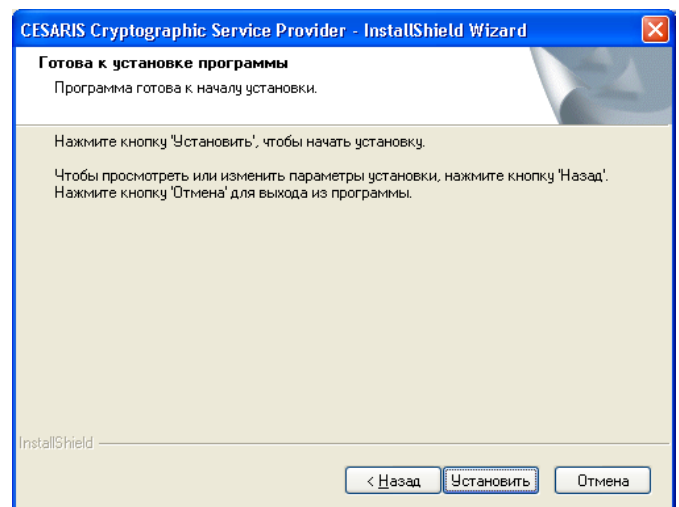 CESARIS Cryptographic Service Provider - InstallShield Wizard
Готова к установке программы
Программа готова к началу установки.
Нажмите кнопку 'Установить', чтобы начать установку.
Чтобы просмотреть или изменить параметры установки, нажмите кнопку 'Назад'.
Нажмите кнопку 'Отмена' для выхода из программы.
InstallShield
< Назад Установить Отмена